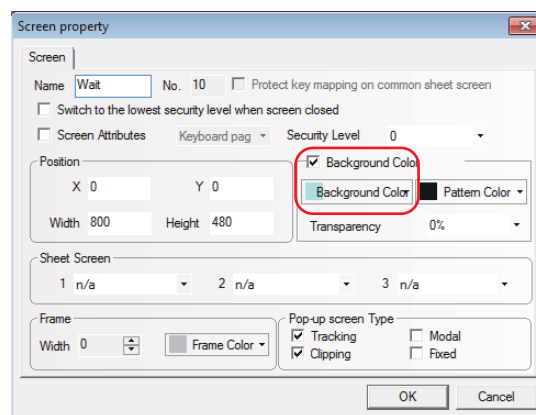 Screen property
Screen
Name Wait No. 10 Protect key mapping on common sheet screen
Switch to the lowest security level when screen closed
Screen Attributes Keyboard pag Security Level 0
Position
Background Color
X 0 Y 0
Background Color Pattern Color
Width 800 Height 480
Transparency 0%
Sheet Screen
1 n/a 2 n/a 3 n/a
Frame
Pop-up screen Type
Width 0 Frame Color
Tracking Modal
Clipping Fixed
OK Cancel